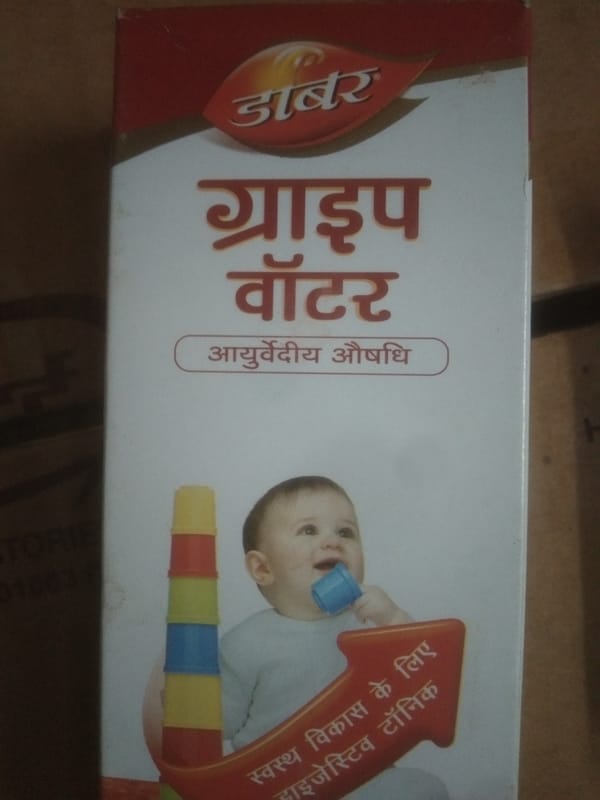 डाबर
ग्राइप
वॉटर
आयुर्वेदीय औषधि
स्वस्थ विकास के लिए
डाइजेस्टिव टॉनिक